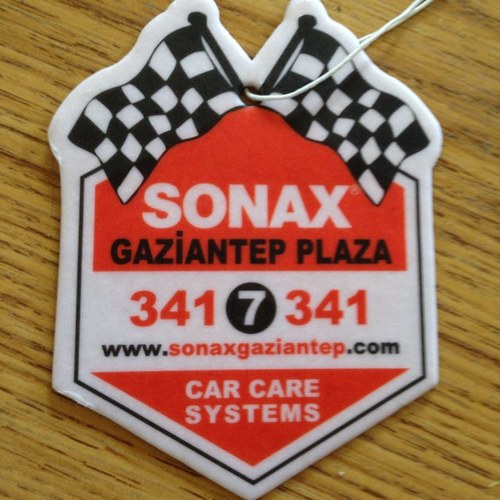 SONAX®
GAZİANTEP PLAZA
341 7 341
www.sonaxgaziantep.com
CAR CARE
SYSTEMS